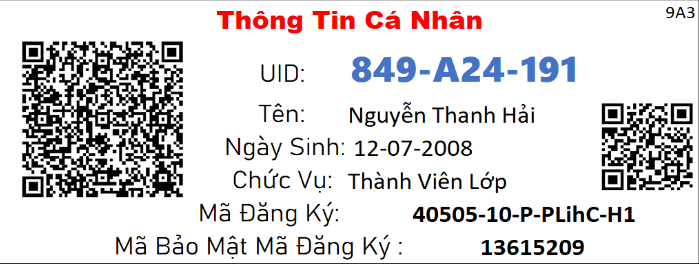 Thông Tin Cá Nhân
9A3
UID: 849-A24-191
Tên: Nguyễn Thanh Hải
Ngày Sinh: 12-07-2008
Chức Vụ: Thành Viên Lớp
Mã Đăng Ký: 40505-10-P-PLihC-H1
Mã Bảo Mật Mã Đăng Ký : 13615209